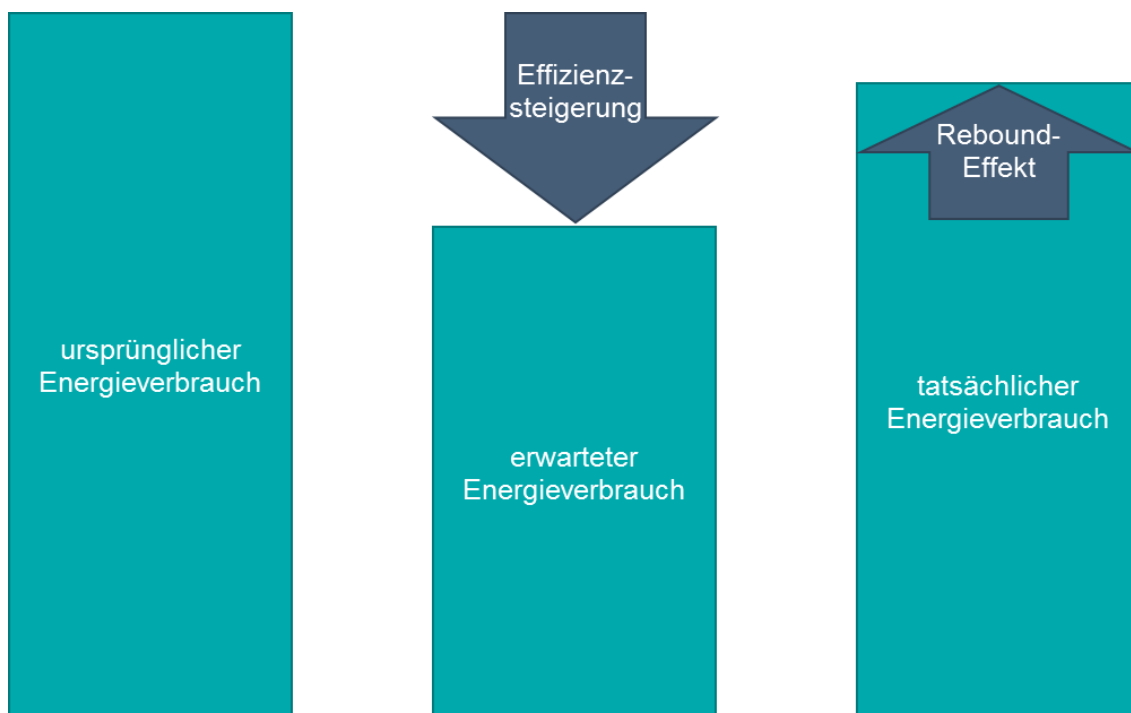 ursprünglicher
Energieverbrauch
Effizienz-
steigerung
erwarteter
Energieverbrauch
Rebound-
Effekt
tatsächlicher
Energieverbrauch